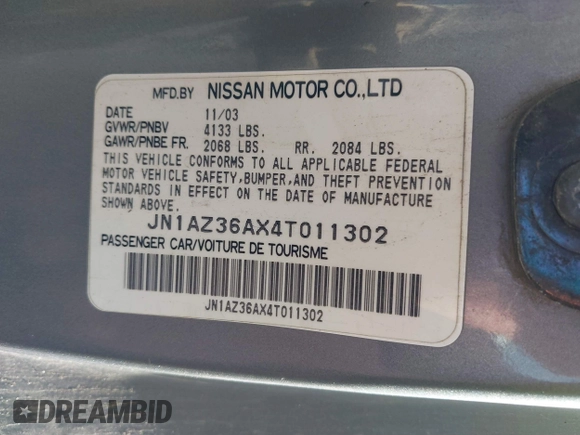 MFD.BY NISSAN MOTOR CO.,LTD
DATE 11/03
GVWR/PNBV 4133 LBS.
GAWR/PNBE FR. 2068 LBS. RR. 2084 LBS.
THIS VEHICLE CONFORMS TO ALL APPLICABLE FEDERAL
MOTOR VEHICLE SAFETY,BUMPER,AND THEFT PREVENTION
STANDARDS IN EFFECT ON THE DATE OF MANUFACTURE
SHOWN ABOVE.
JN1AZ36AX4T011302
PASSENGER CAR/VOITURE DE TOURISME
JN1AZ36AX4T011302
DREAMBID